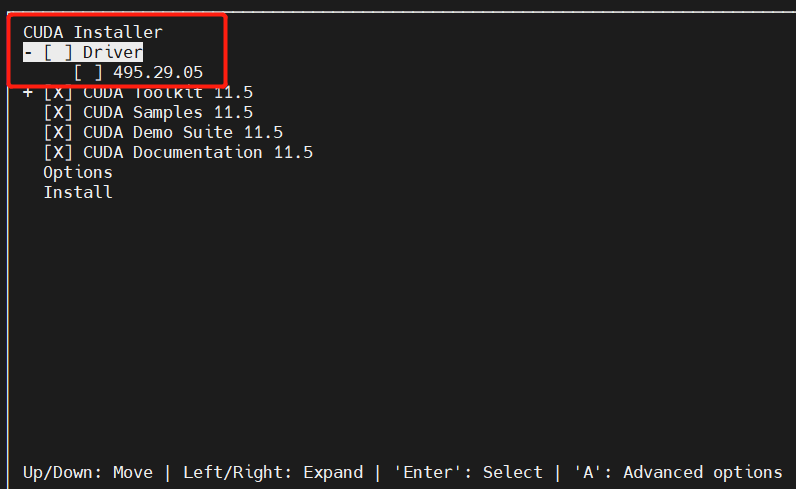 CUDA Installer
- [ ] Driver
[ ] 495.29.05
+ [X] CUDA Toolkit 11.5
[X] CUDA Samples 11.5
[X] CUDA Demo Suite 11.5
[X] CUDA Documentation 11.5
Options
Install
Up/Down: Move | Left/Right: Expand | 'Enter': Select | 'A': Advanced options